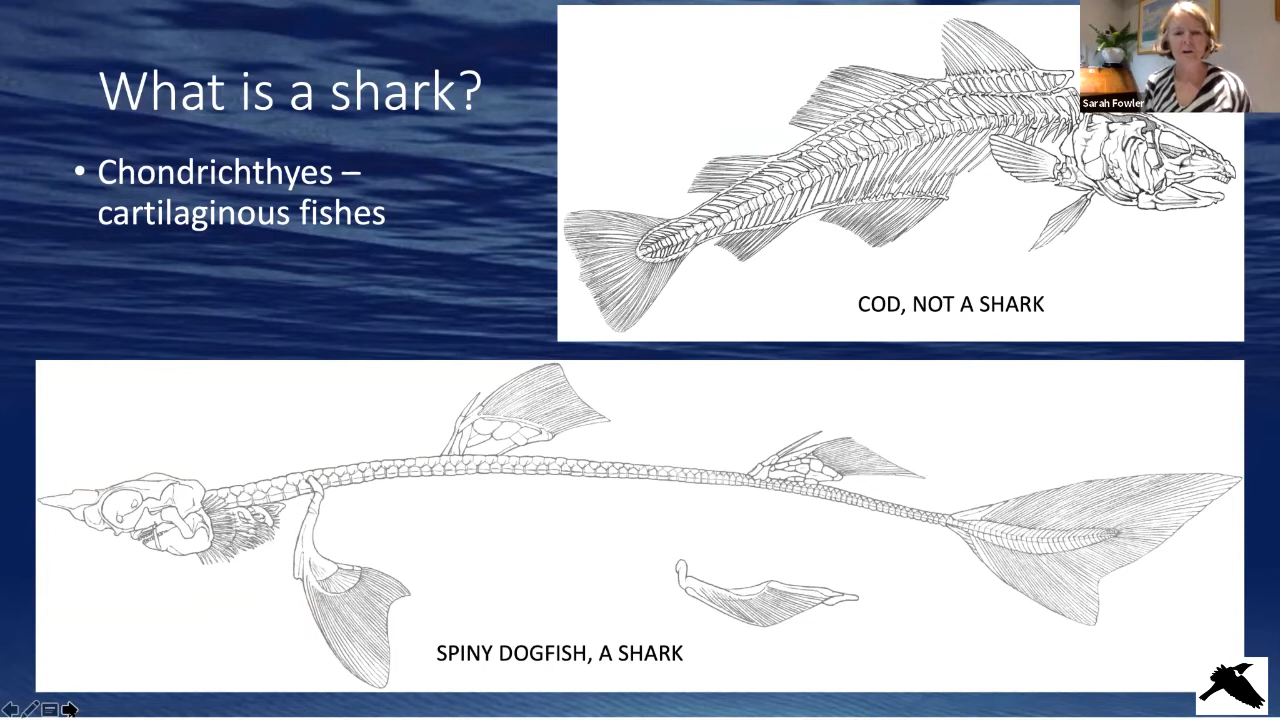 What is a shark?
• Chondrichthyes –
cartilaginous fishes
Sarah Fowler
COD, NOT A SHARK
SPINY DOGFISH, A SHARK